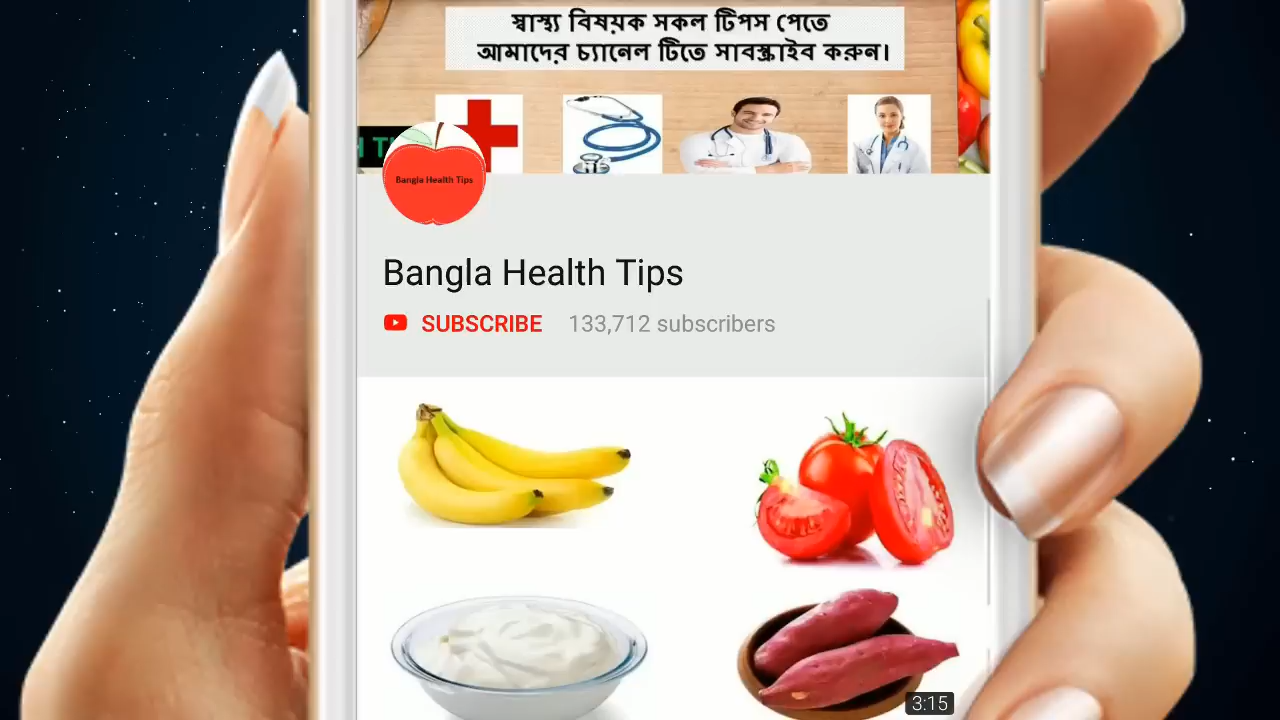 স্বাস্থ্য বিষয়ক সকল টিপস পেতে
আমাদের চ্যানেল টিতে সাবস্ক্রাইব করুন।
Bangla Health Tips
Bangla Health Tips
SUBSCRIBE 133,712 subscribers
3:15